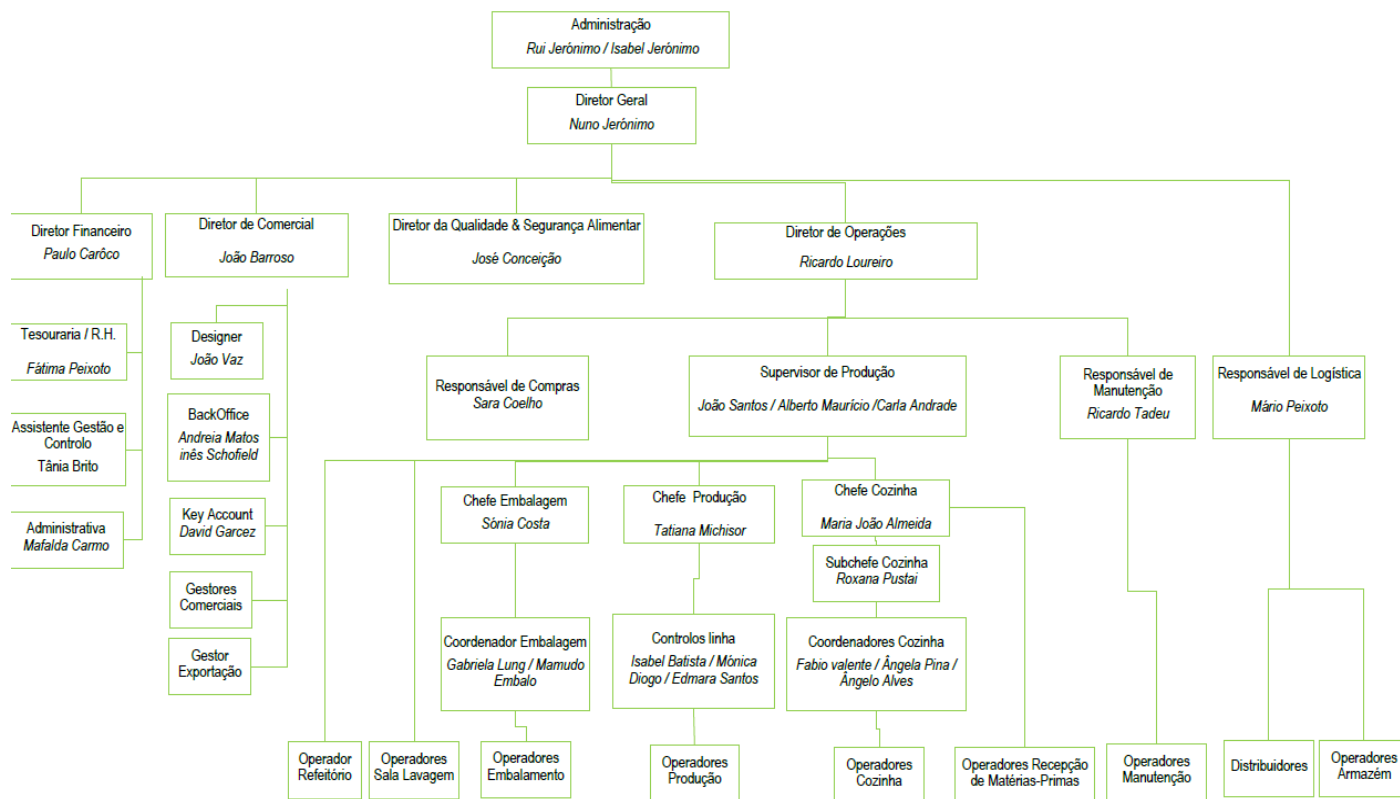 Administração
Rui Jerónimo / Isabel Jerónimo
Diretor Geral
Nuno Jerónimo
Diretor Financeiro
Paulo Carôco
Diretor de Comercial
João Barroso
Diretor da Qualidade & Segurança Alimentar
José Conceição
Diretor de Operações
Ricardo Loureiro
Tesouraria / R.H.
Fátima Peixoto
Assistente Gestão e
Controlo
Tânia Brito
Administrativa
Mafalda Carmo
Designer
João Vaz
BackOffice
Andreia Matos
inês Schofield
Key Account
David Garcez
Gestores
Comerciais
Gestor
Exportação
Responsável de Compras
Sara Coelho
Supervisor de Produção
João Santos / Alberto Maurício /Carla Andrade
Responsável de
Manutenção
Ricardo Tadeu
Responsável de Logística
Mário Peixoto
Chefe Embalagem
Sónia Costa
Chefe Produção
Tatiana Michisor
Chefe Cozinha
Maria João Almeida
Subchefe Cozinha
Roxana Pustai
Coordenador Embalagem
Gabriela Lung / Mamudo
Embalo
Controlos linha
Isabel Batista / Mónica
Diogo / Edmara Santos
Coordenadores Cozinha
Fabio valente / Ângela Pina /
Ângelo Alves
Operador
Refeitório
Operadores
Sala Lavagem
Operadores
Embalamento
Operadores
Produção
Operadores
Cozinha
Operadores Recepção
de Matérias-Primas
Operadores
Manutenção
Distribuidores
Operadores
Armazém